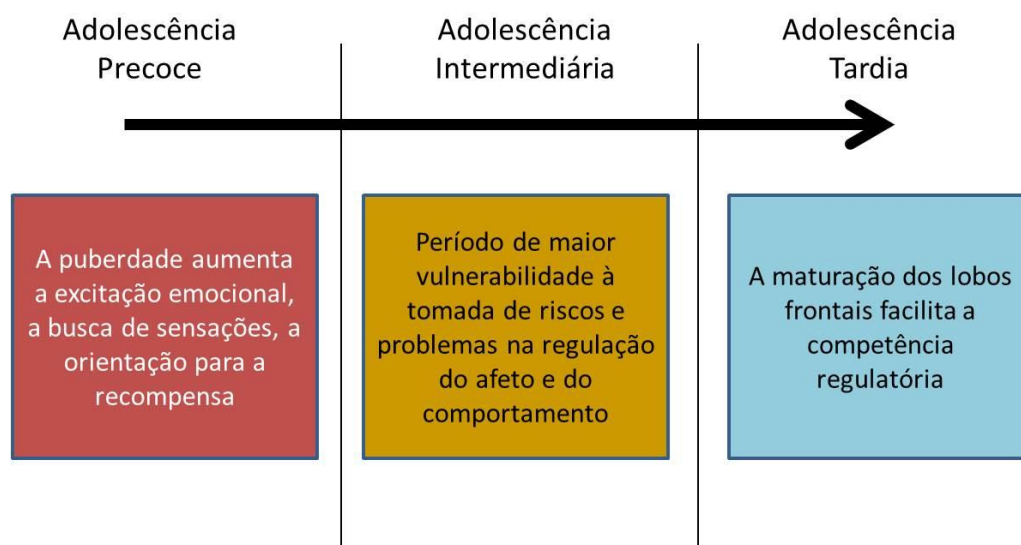 Adolescência
Precoce
Adolescência
Intermediária
Adolescência
Tardia
A puberdade aumenta
a excitação emocional,
a busca de sensações, a
orientação para a
recompensa
Período de maior
vulnerabilidade à
tomada de riscos e
problemas na regulação
do afeto e do
comportamento
A maturação dos lobos
frontais facilita a
competência
regulatória